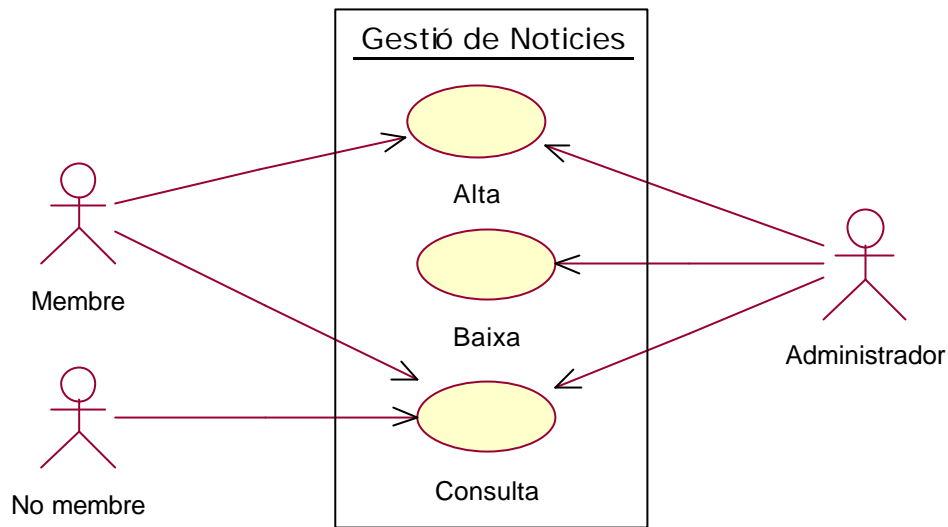 Gestió de Noticies
Alta
Membre
Baixa
Administrador
Consulta
No membre